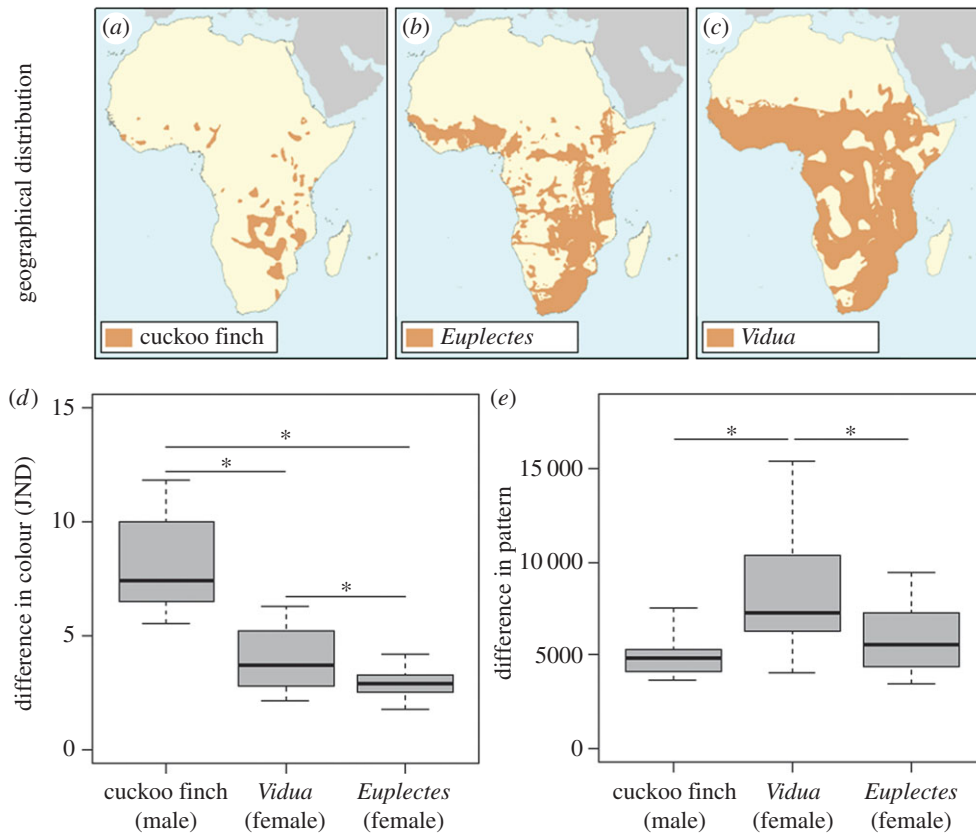 (a)
(b)
(c)
geographical distribution
cuckoo finch
Euplectes
Vidua
(d)
15
10
5
0
difference in colour (JND)
*
*
*
cuckoo finch
(male)
Vidua
(female)
Euplectes
(female)
(e)
15 000
10 000
5000
0
difference in pattern
*
*
cuckoo finch
(male)
Vidua
(female)
Euplectes
(female)